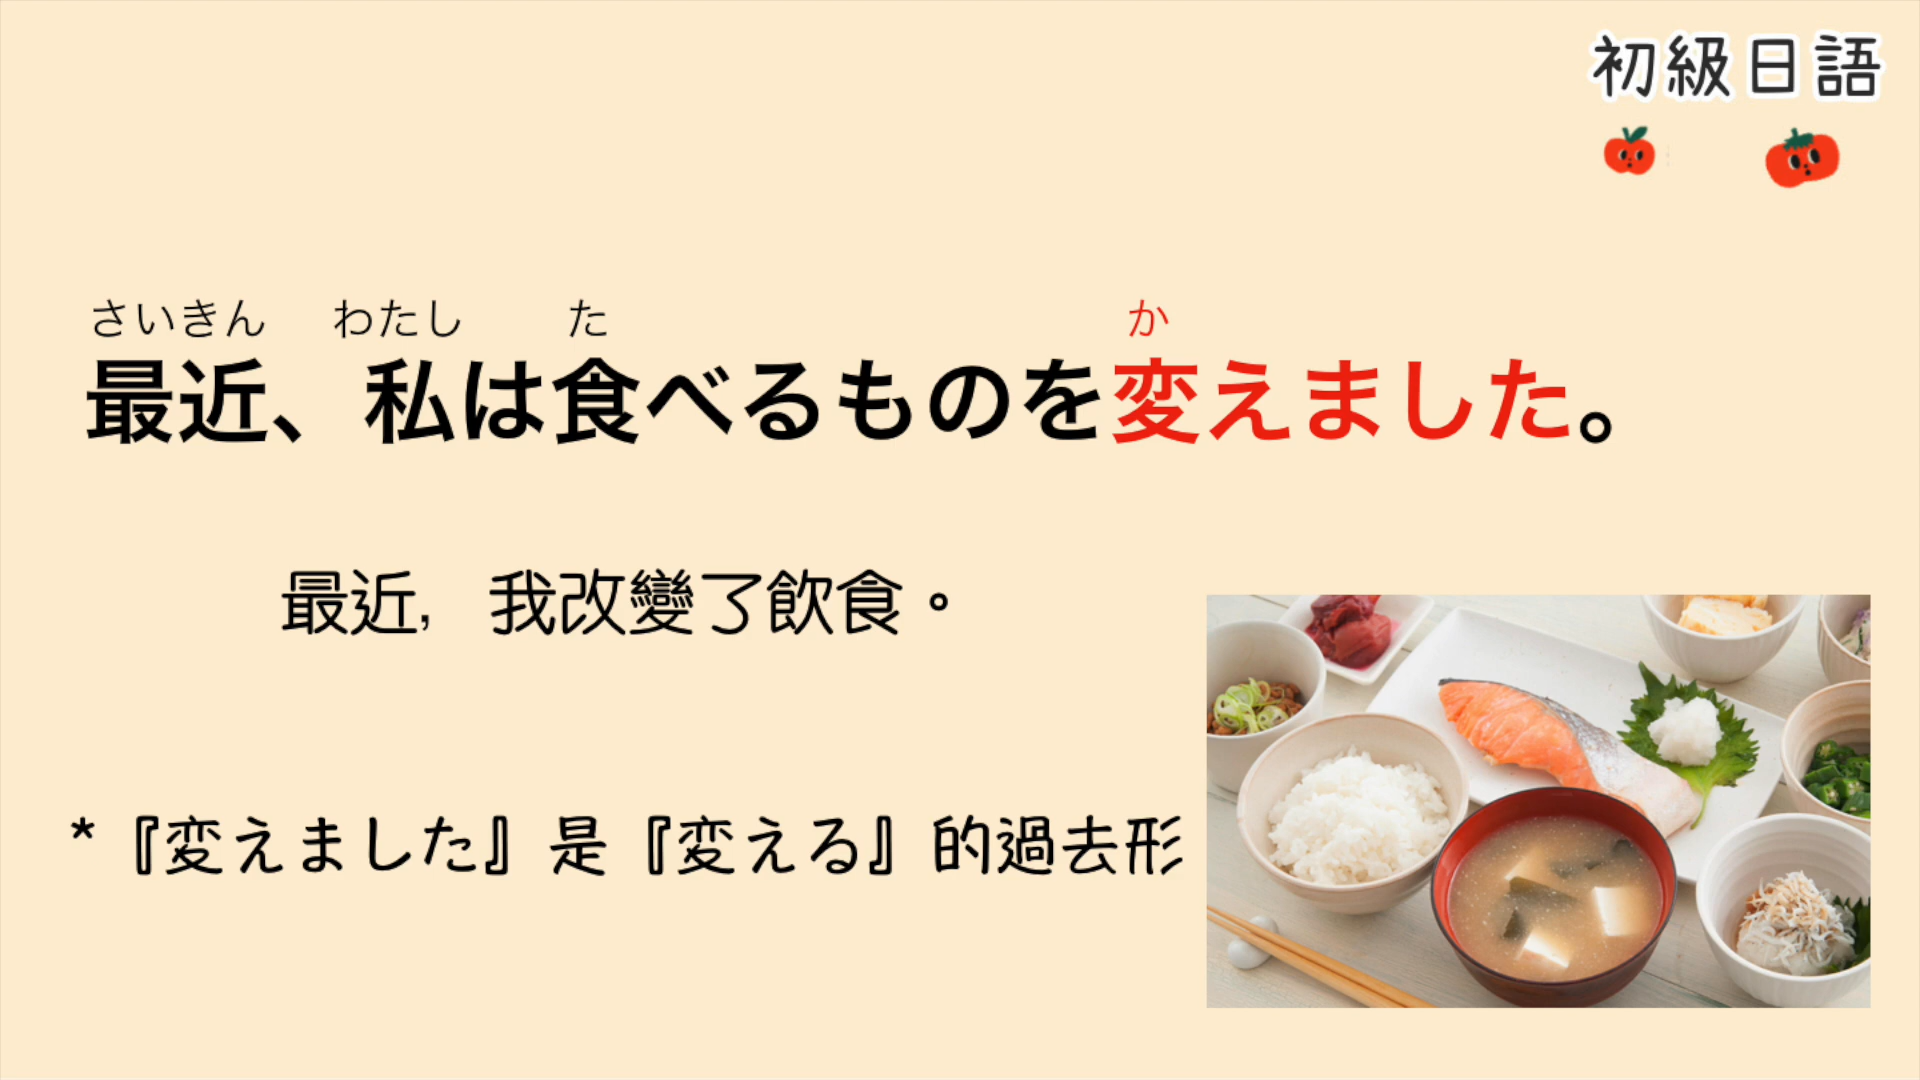 初級日語
さいきん わたし た か
最近、私は食べるものを変えました。
最近,我改變了飲食。
*『変えました』是『変える』的過去形